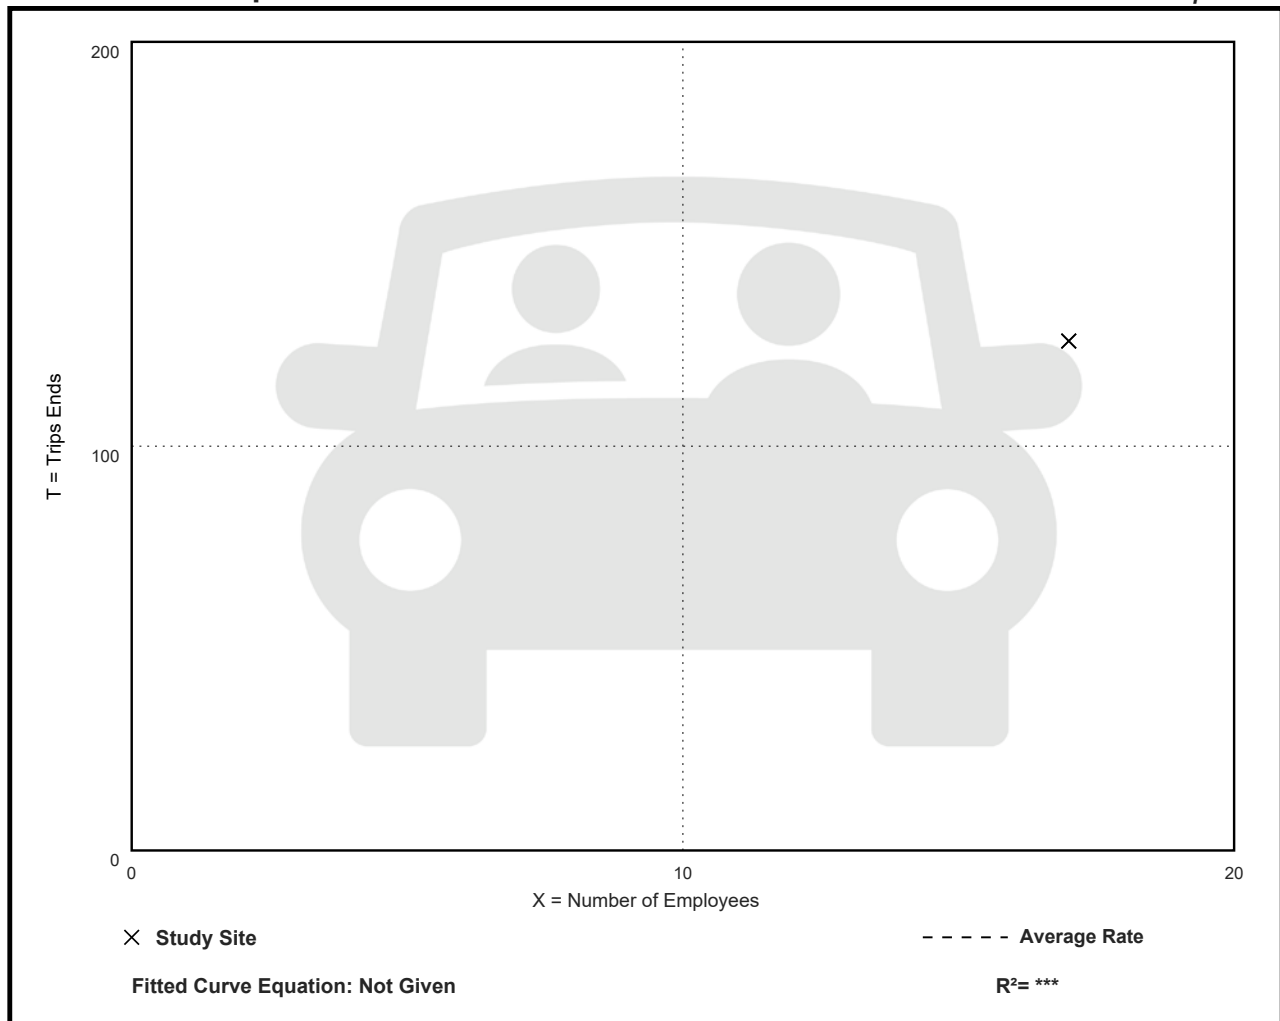 200
100
0
T = Trips Ends
0 10 20
X = Number of Employees
Study Site
Average Rate
Fitted Curve Equation: Not Given
R²= ***